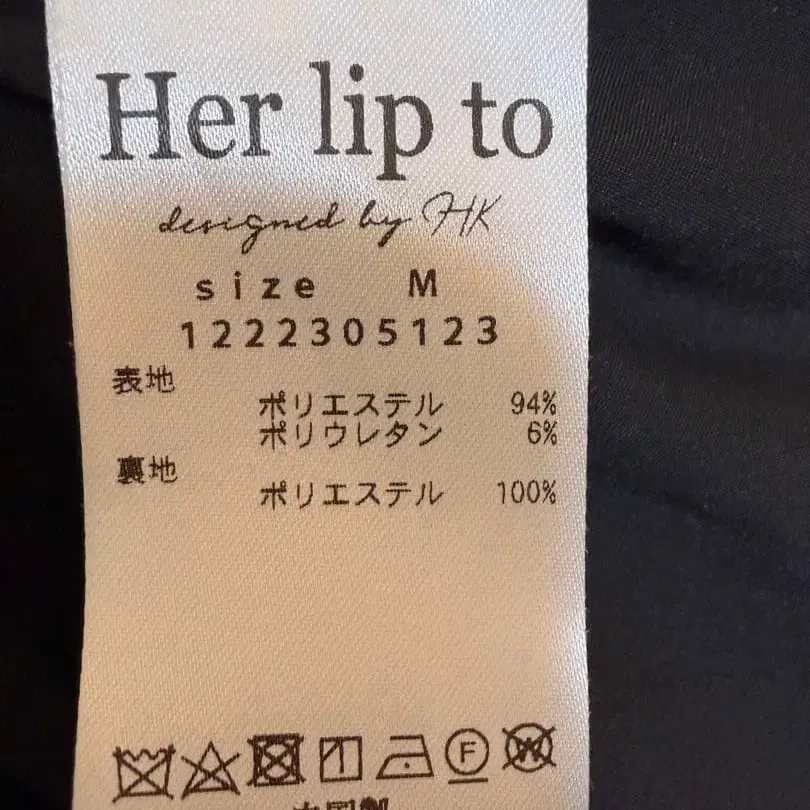 Her lip to
designed by HK
size M
1222305123
表地
ポリエステル 94%
ポリウレタン 6%
裏地
ポリエステル 100%
F W